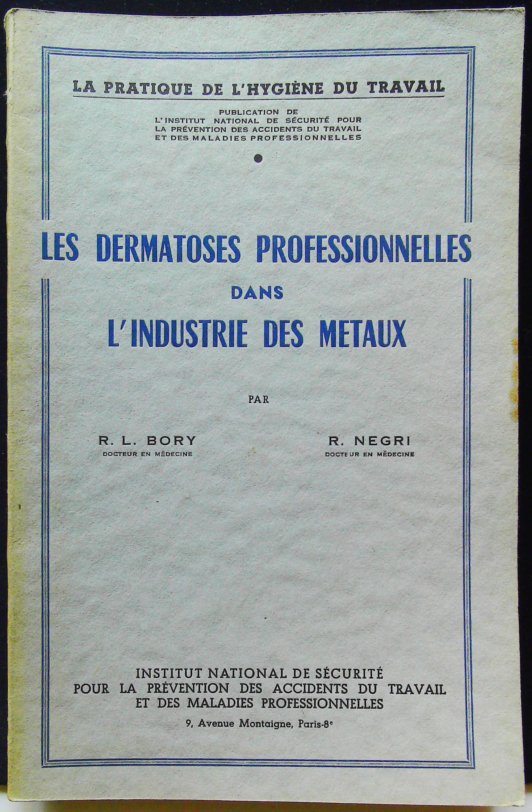 LA PRATIQUE DE L'HYGIÈNE DU TRAVAIL
PUBLICATION DE
L'INSTITUT NATIONAL DE SÉCURITÉ POUR
LA PRÉVENTION DES ACCIDENTS DU TRAVAIL
ET DES MALADIES PROFESSIONNELLES
LES DERMATOSES PROFESSIONNELLES
DANS
L'INDUSTRIE DES METAUX
PAR
R. L. BORY
DOCTEUR EN MÉDECINE
R. NEGRI
DOCTEUR EN MÉDECINE
INSTITUT NATIONAL DE SÉCURITÉ
POUR LA PRÉVENTION DES ACCIDENTS DU TRAVAIL
ET DES MALADIES PROFESSIONNELLES
9, Avenue Montaigne, Paris-8e